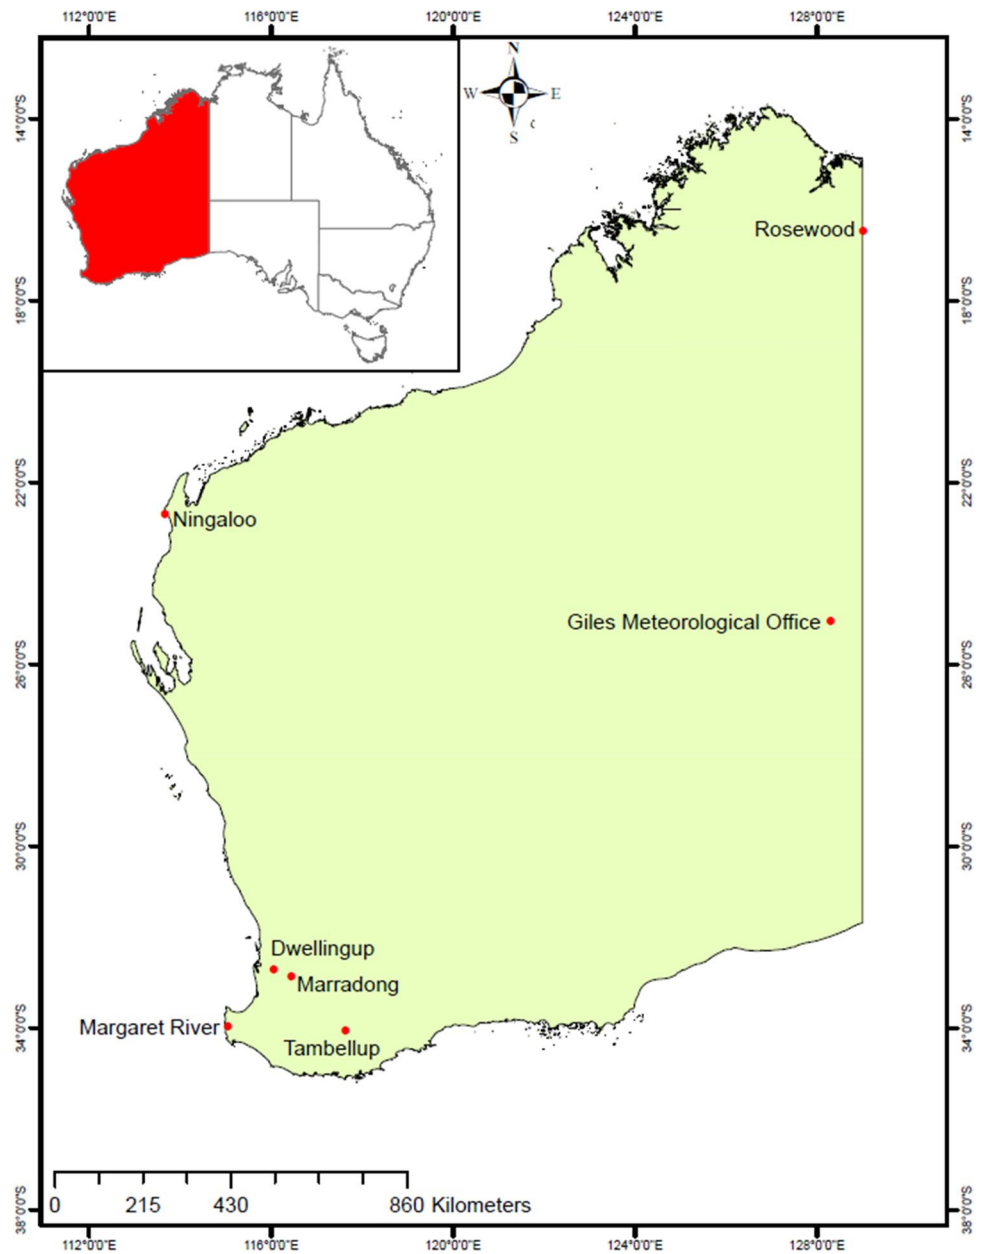 112°0'0"E 116°0'0"E 120°0'0"E 124°0'0"E 128°0'0"E
N
W E
S
14°0'0"S 14°0'0"S
Rosewood
18°0'0"S 18°0'0"S
22°0'0"S 22°0'0"S
Ningaloo
Giles Meteorological Office
26°0'0"S 26°0'0"S
30°0'0"S 30°0'0"S
Dwellingup
Marradong
Margaret River
34°0'0"S 34°0'0"S
Tambellup
0 215 430 860 Kilometers
38°0'0"S 38°0'0"S
112°0'0"E 116°0'0"E 120°0'0"E 124°0'0"E 128°0'0"E